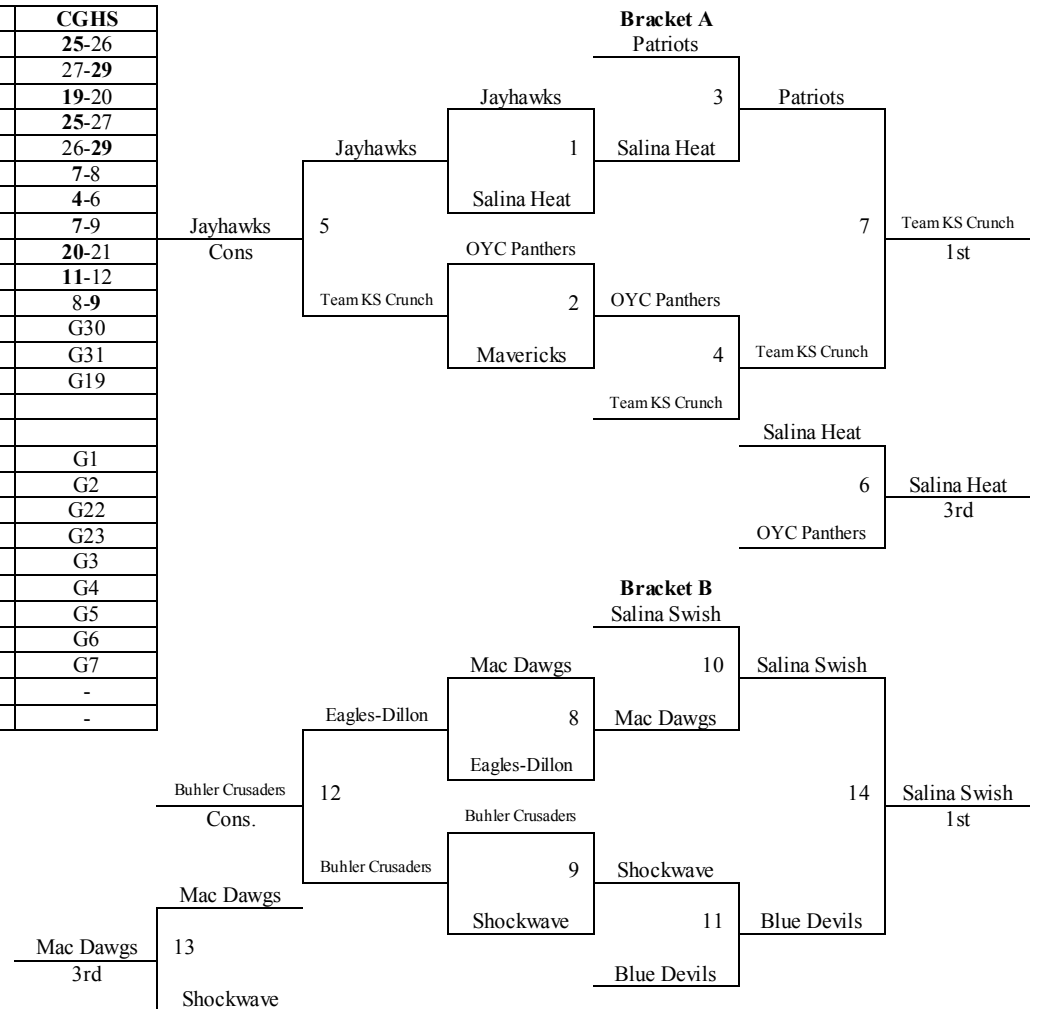 CGHS
25-26
27-29
19-20
25-27
26-29
7-8
4-6
7-9
20-21
11-12
8-9
G30
G31
G19
G1
G2
G22
G23
G3
G4
G5
G6
G7
-
-
Bracket A
Patriots
Jayhawks
3
Patriots
Jayhawks
1
Salina Heat
Salina Heat
Jayhawks
5
7
Team KS Crunch
Cons
OYC Panthers
1st
Team KS Crunch
2
OYC Panthers
Mavericks
4
Team KS Crunch
Team KS Crunch
Salina Heat
6
Salina Heat
3rd
OYC Panthers
Bracket B
Salina Swish
Mac Dawgs
10
Salina Swish
Eagles-Dillon
8
Mac Dawgs
Eagles-Dillon
Buhler Crusaders
12
14
Salina Swish
Cons.
Buhler Crusaders
1st
Buhler Crusaders
9
Shockwave
Mac Dawgs
Shockwave
11
Blue Devils
Mac Dawgs
13
3rd
Blue Devils
Shockwave